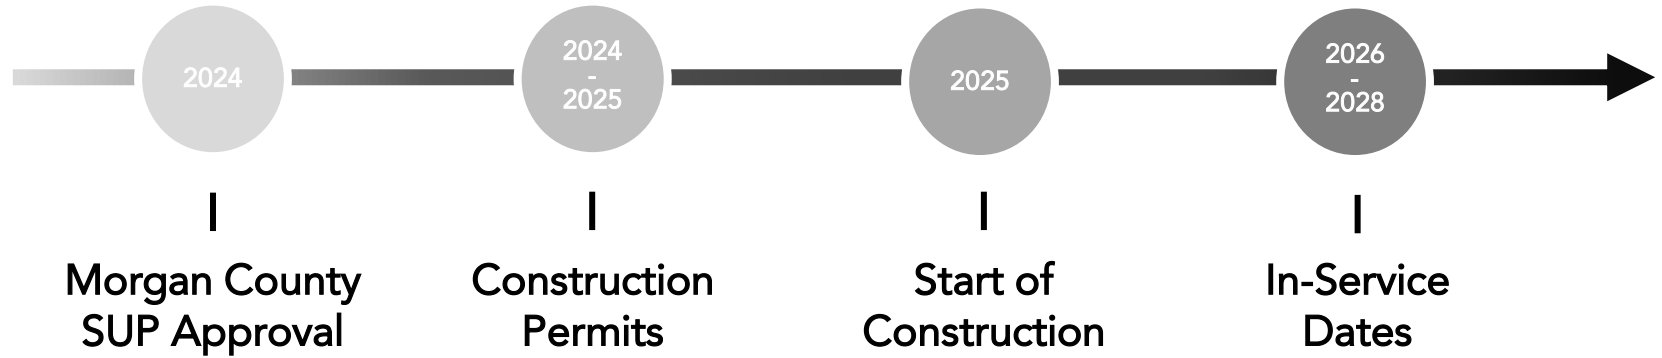 2024
2024
-
2025
2025
2026
-
2028
Morgan County
SUP Approval
Construction
Permits
Start of
Construction
In-Service
Dates